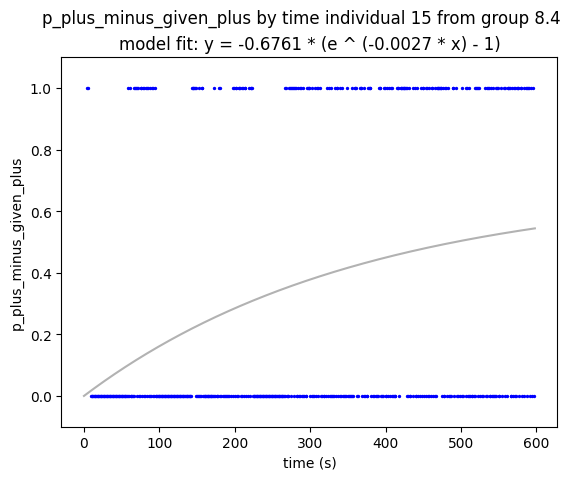 p_plus_minus_given_plus by time individual 15 from group 8.4
model fit: y = -0.6761 * (e ^ (-0.0027 * x) - 1)
1.0
0.8
0.6
0.4
0.2
0.0
p_plus_minus_given_plus
0 100 200 300 400 500 600
time (s)